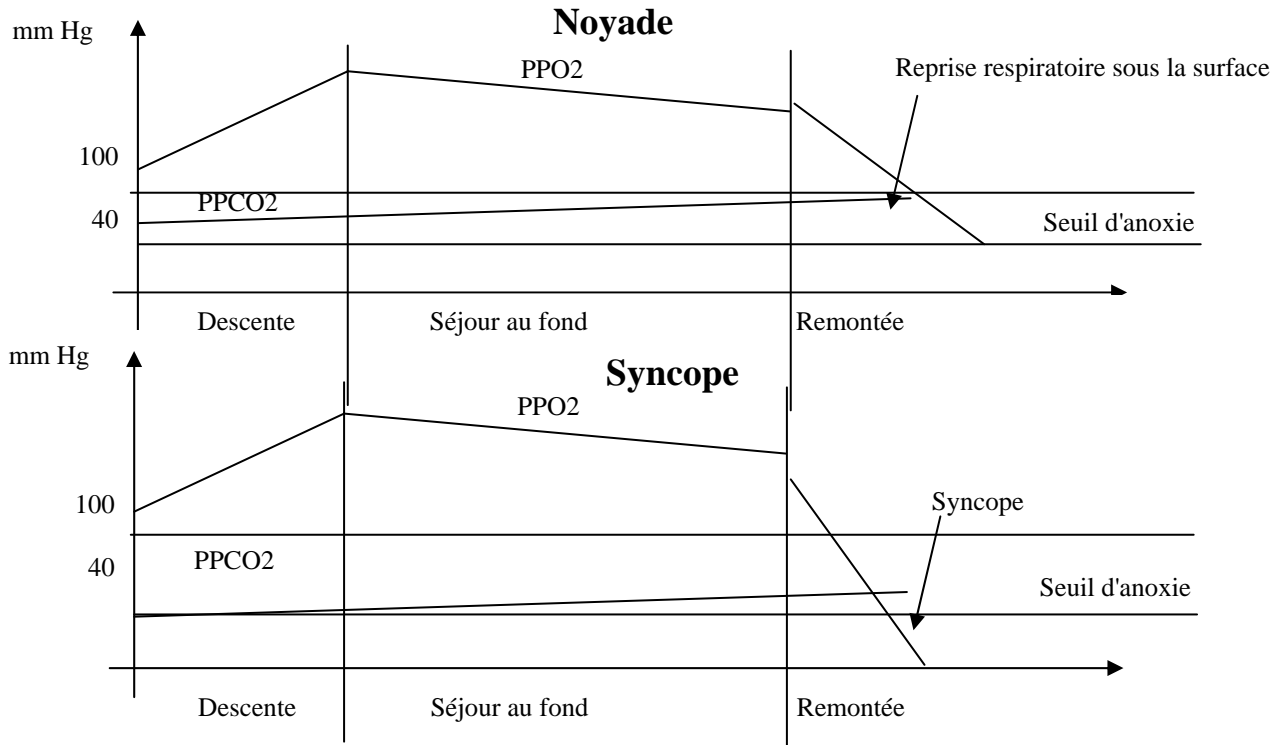 Noyade
mm Hg
PPO2
Reprise respiratoire sous la surface
100
PPCO2
40
Seuil d'anoxie
Descente Séjour au fond Remontée
mm Hg
Syncope
PPO2
100
Syncope
40
PPCO2
Seuil d'anoxie
Descente Séjour au fond Remontée